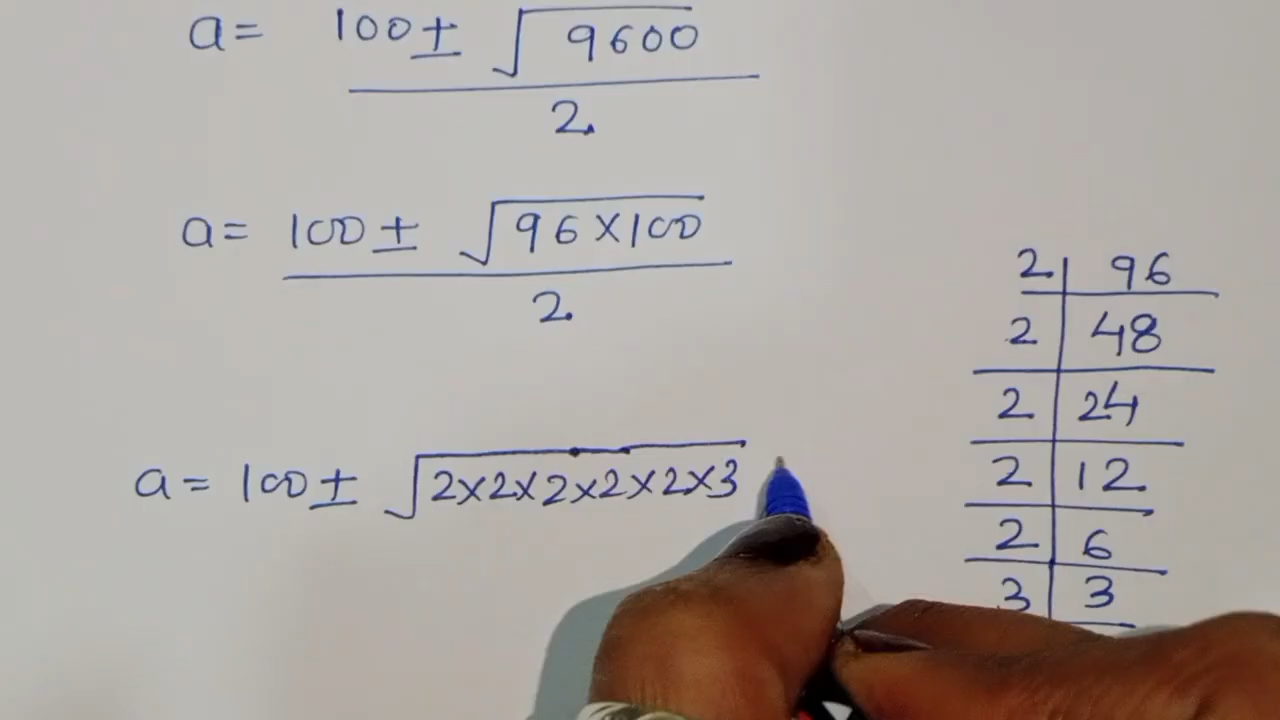 a = 100 ± √9600
2
a = 100 ± √96×100
2
a = 100 ± √2×2×2×2×2×3
2 | 96
2 | 48
2 | 24
2 | 12
2 | 6
3 | 3